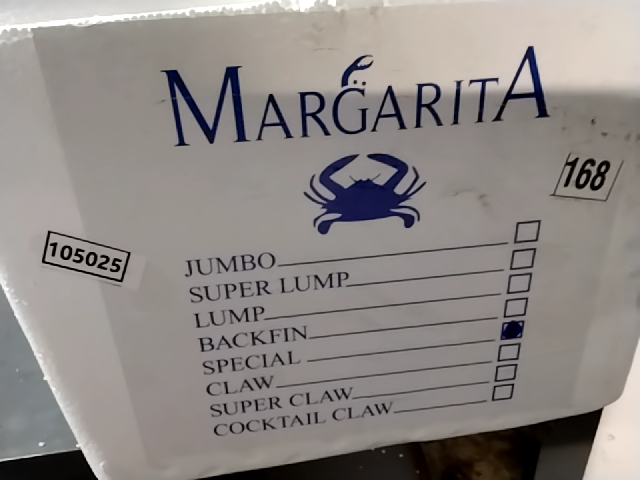 MARGARITA
168
105025
JUMBO
SUPER LUMP
LUMP
BACKFIN
SPECIAL
CLAW
SUPER CLAW
COCKTAIL CLAW